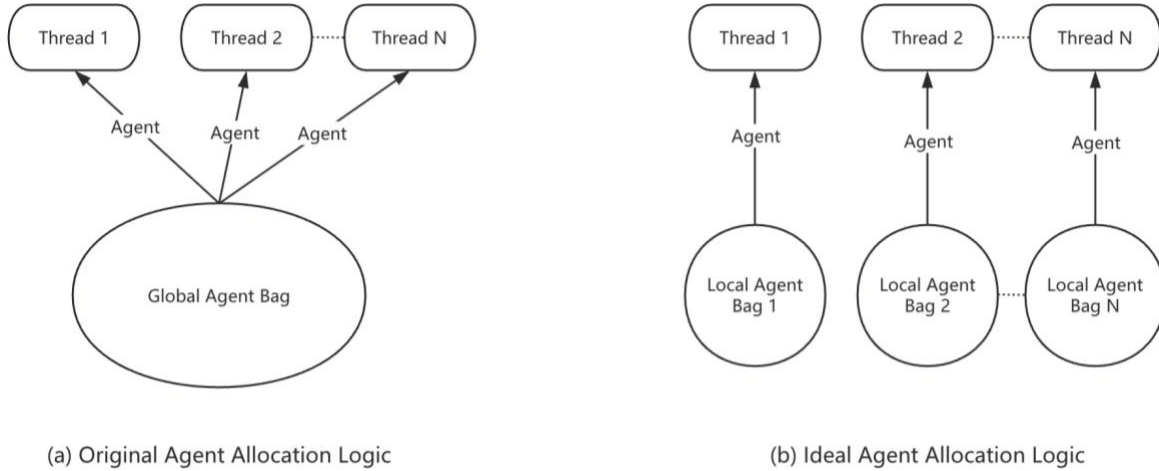 Thread 1
Thread 2
Thread N
Agent
Agent
Agent
Global Agent Bag
(a) Original Agent Allocation Logic
Thread 1
Thread 2
Thread N
Agent
Agent
Agent
Local Agent
Bag 1
Local Agent
Bag 2
Local Agent
Bag N
(b) Ideal Agent Allocation Logic